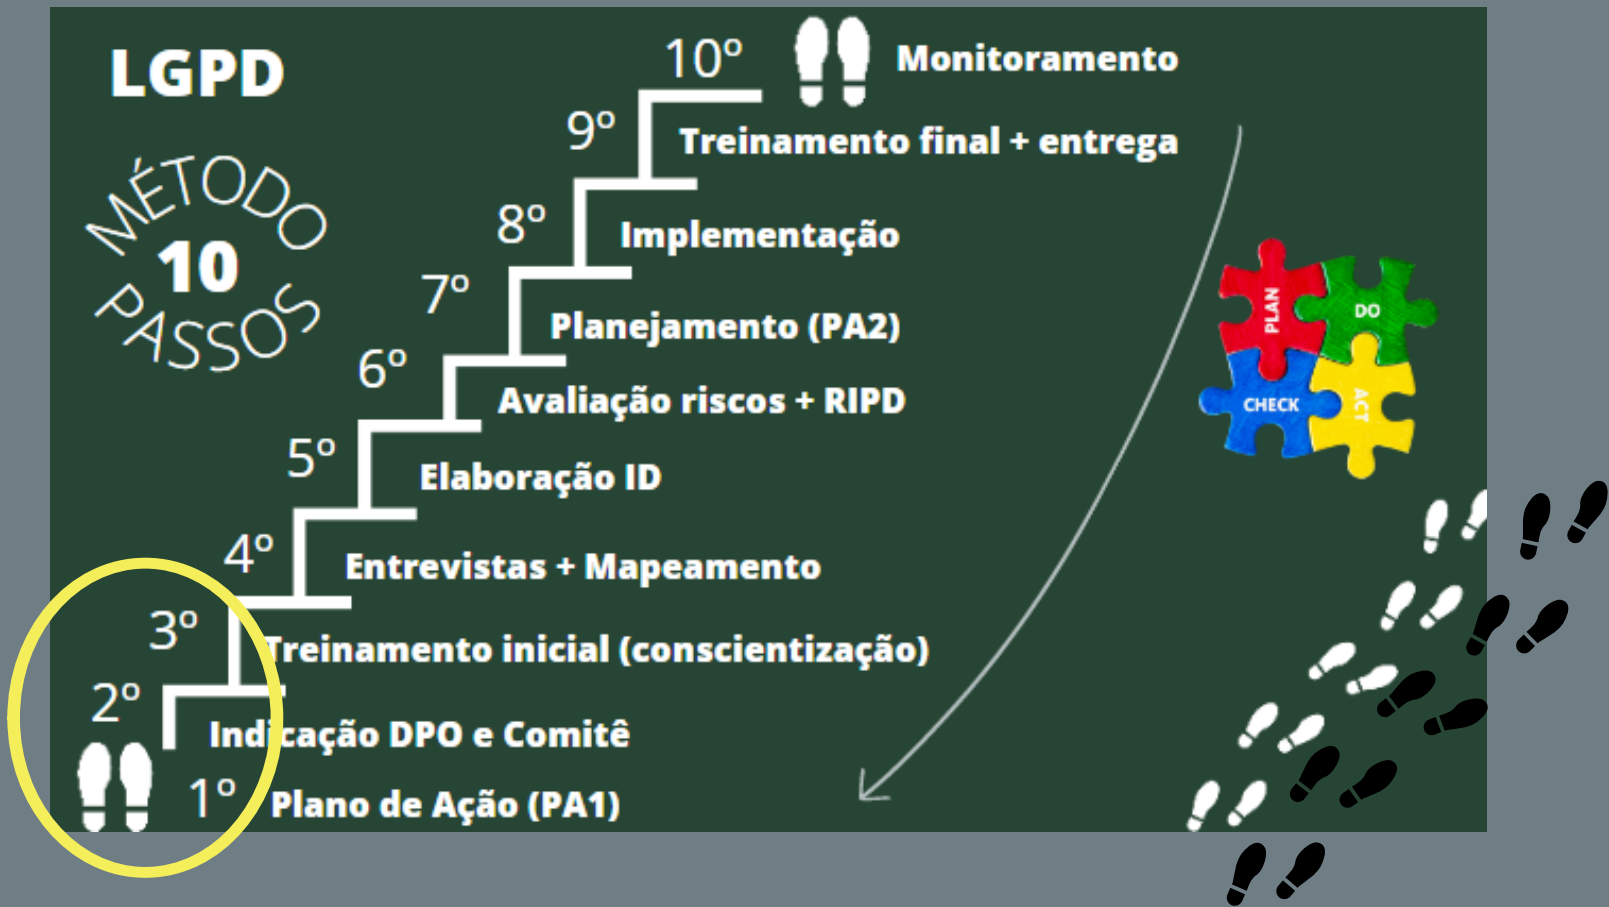 LGPD
MÉTODO
10
PASSOS
10º Monitoramento
9º Treinamento final + entrega
8º Implementação
7º Planejamento (PA2)
6º Avaliação riscos + RIPD
5º Elaboração ID
4º Entrevistas + Mapeamento
3º Treinamento inicial (conscientização)
2º Indicação DPO e Comitê
1º Plano de Ação (PA1)
PLAN
DO
CHECK
ACT